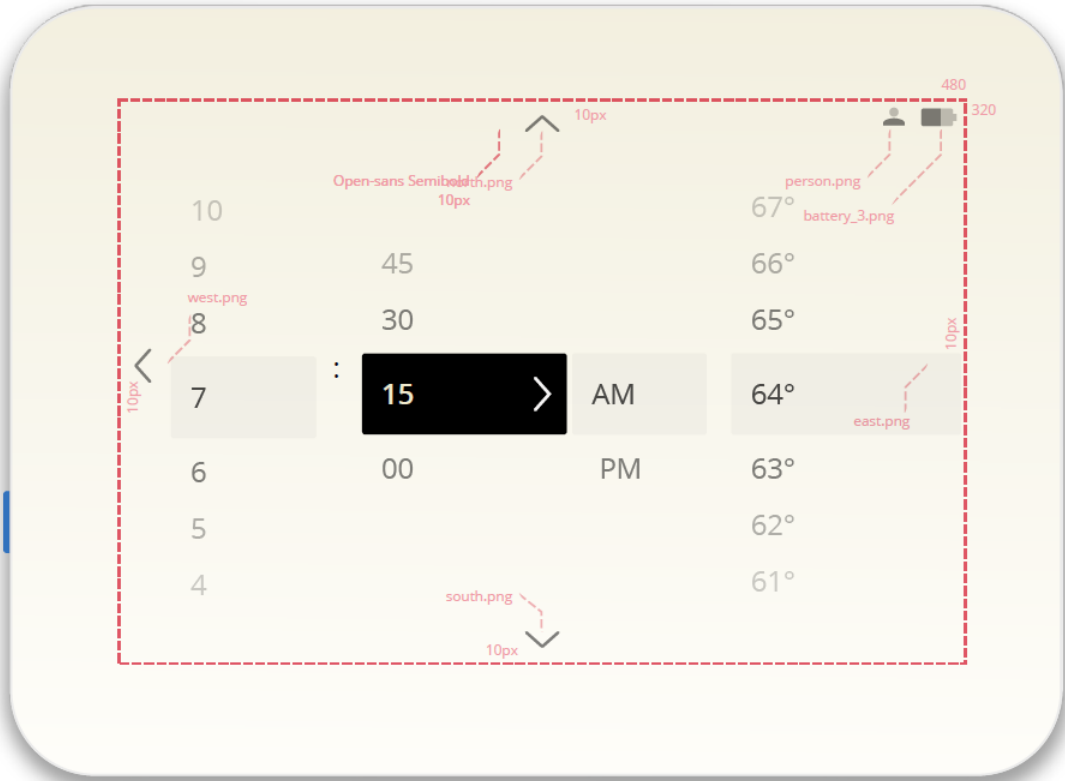 480
10px
320
Open-sans Semibold
north.png
10px
person.png
battery_3.png
10
67°
9
45
66°
west.png
8
30
65°
10px
:
7
15
AM
64°
10px
east.png
6
00
PM
63°
5
62°
4
61°
south.png
10px